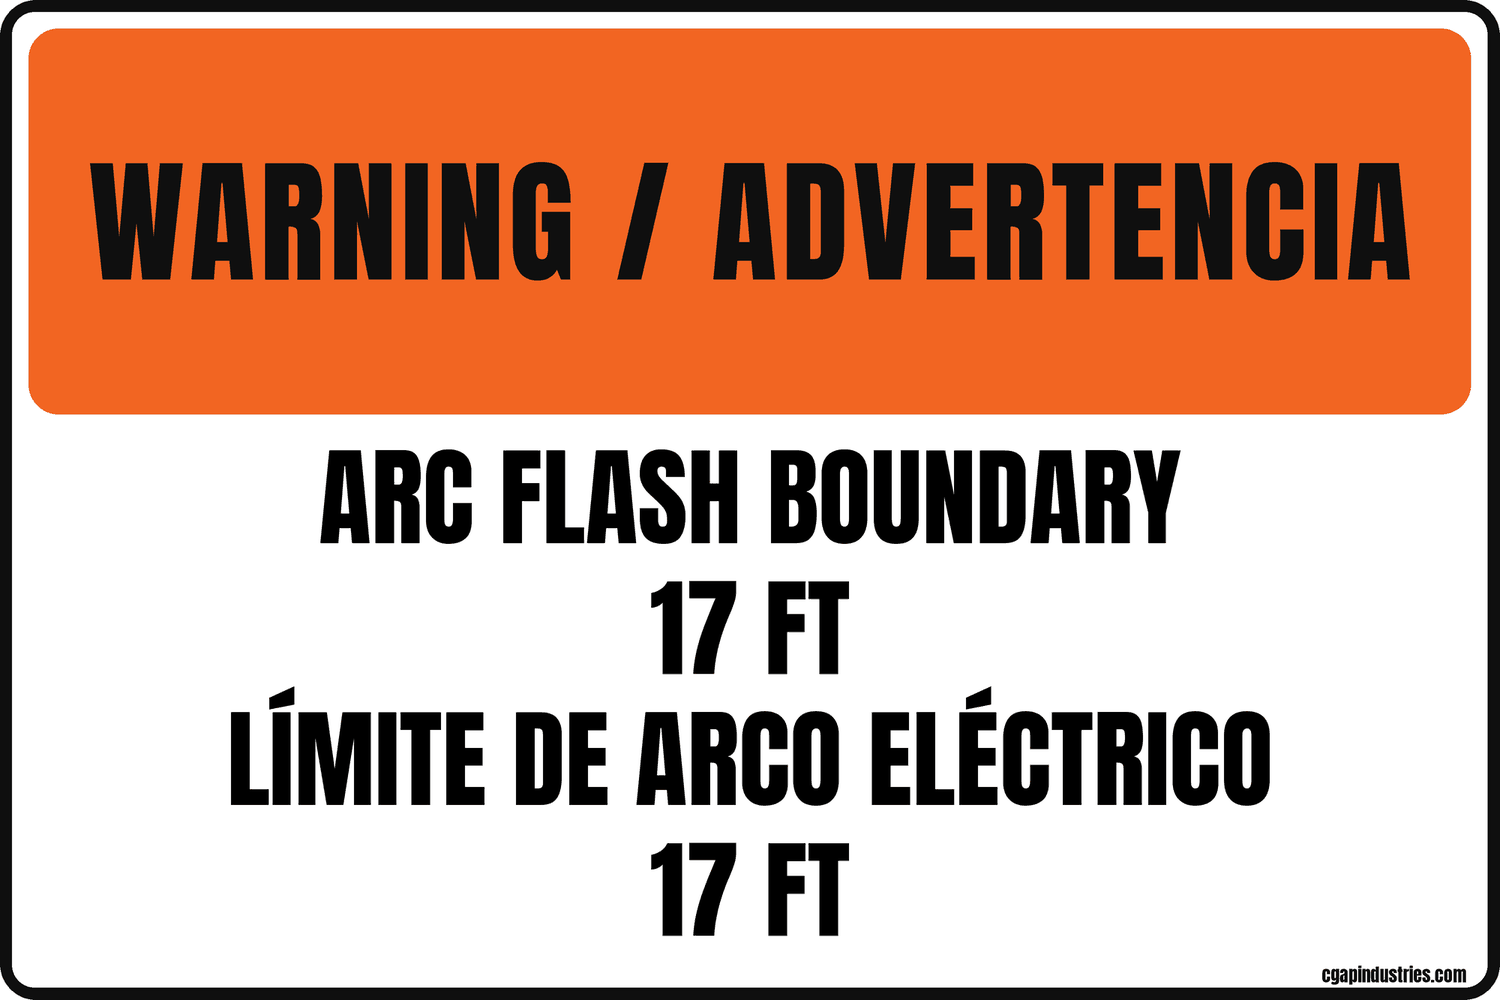 WARNING / ADVERTENCIA
ARC FLASH BOUNDARY
17 FT
LÍMITE DE ARCO ELÉCTRICO
17 FT
cgapindustries.com